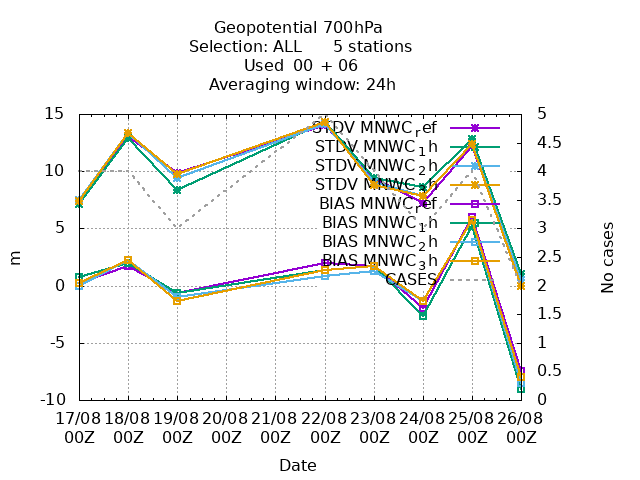 Geopotential 700hPa
Selection: ALL      5 stations
Used  00 + 06
Averaging window: 24h
15
10
5
0
-5
-10
m
5
4.5
4
3.5
3
2.5
2
1.5
1
0.5
0
No cases
STDV MNWC_ref
STDV MNWC_1h
STDV MNWC_2h
STDV MNWC_3h
BIAS MNWC_ref
BIAS MNWC_1h
BIAS MNWC_2h
BIAS MNWC_3h
CASES
17/08 18/08 19/08 20/08 21/08 22/08 23/08 24/08 25/08 26/08
00Z 00Z 00Z 00Z 00Z 00Z 00Z 00Z 00Z 00Z
Date